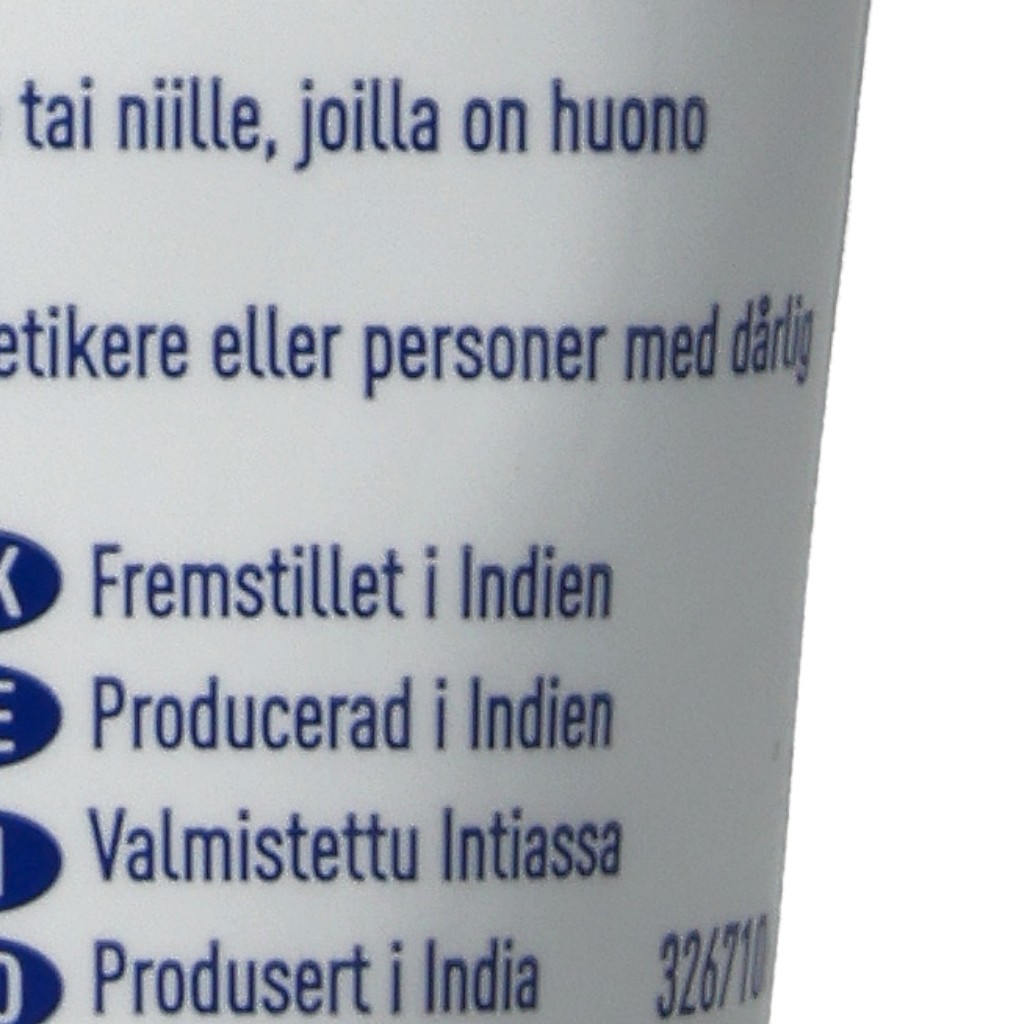 tai niille, joilla on huono
etikere eller personer med dårlig
K Fremstillet i Indien
E Producerad i Indien
I Valmistettu Intiassa
O Produsert i India 326710